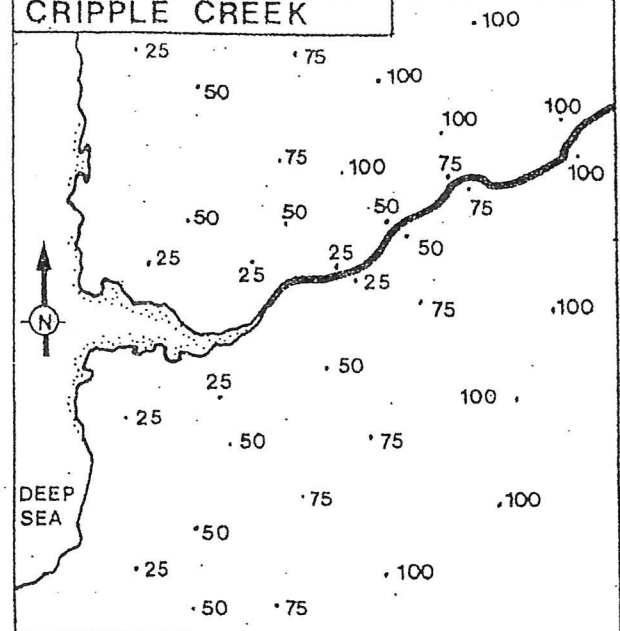 CRIPPLE CREEK
100
25 75
50 100
100 100
75 100 75 100
50 50 50 75
25 25 25 50
25
75 100
N
25 50 100
25 50 75
DEEP 75 100
SEA
50
25 100
50 75